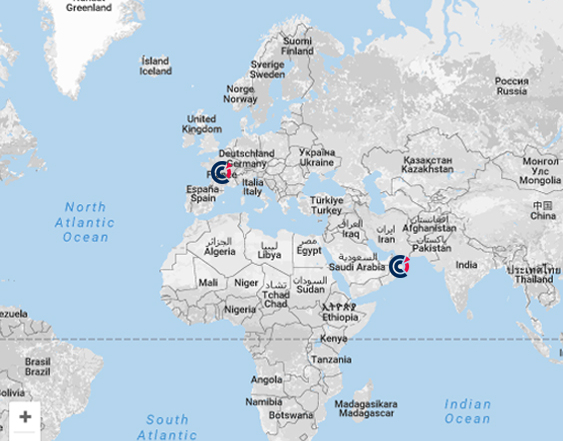 Greenland
Suomi
Finland
Ísland
Iceland
Sverige
Sweden
Norge
Norway
Россия
Russia
United
Kingdom
Deutschland
Germany
Україна
Ukraine
Қазақстан
Kazakhstan
Монгол
Улс
Mongolia
España
Spain
Italia
Italy
Türkiye
Turkey
العراق
Iraq
ایران
Iran
افغانستان
Afghanistan
پاکستان
Pakistan
中国
China
North
Atlantic
Ocean
الجزائر
Algeria
ليبيا
Libya
مصر
Egypt
السعودية
Saudi Arabia
India
ประเทศไทย
Thailand
Mali
Niger
تشاد
Tchad
Chad
السودان
Sudan
Nigeria
ኢትዮጵያ
Ethiopia
Kenya
Tanzania
ezuela
Brasil
Brazil
olivia
Angola
Namibia
Botswana
Madagasikara
Madagascar
Indian
Ocean
South
Atlantic
+